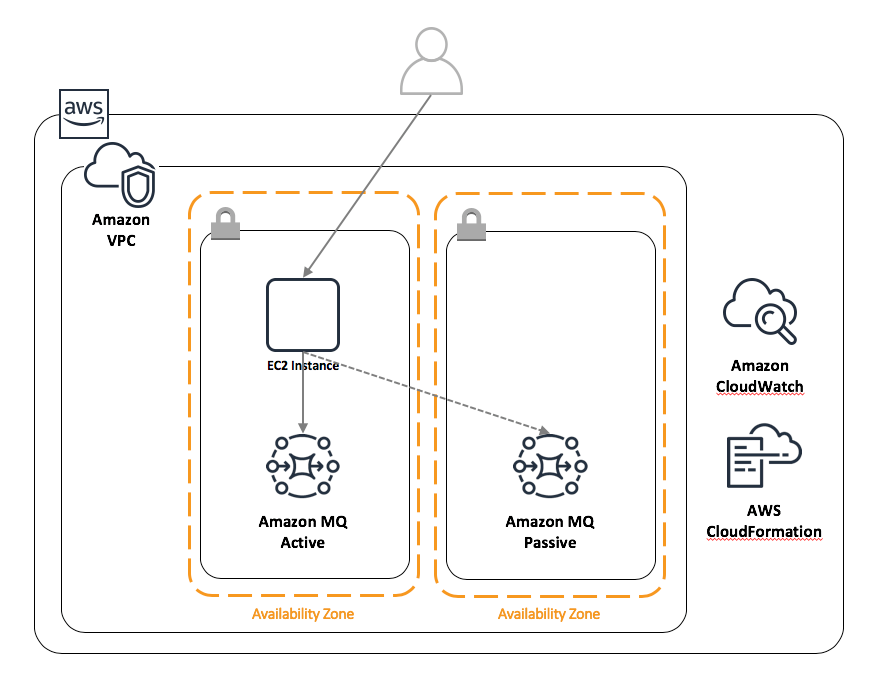 aws
Amazon
VPC
EC2 Instance
Amazon MQ
Active
Amazon MQ
Passive
Availability Zone
Availability Zone
Amazon
CloudWatch
AWS
CloudFormation